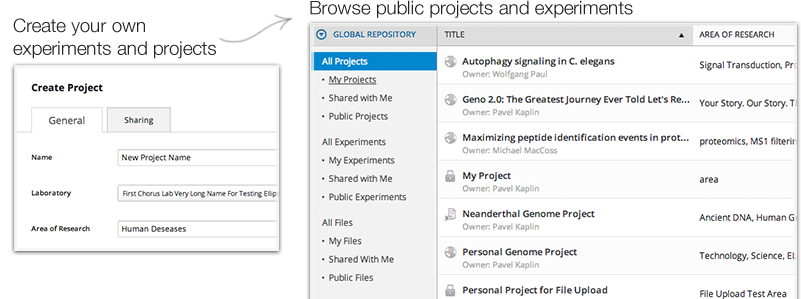 Create your own
experiments and projects
Create Project
General
Sharing
Name
New Project Name
Laboratory
First Chorus Lab Very Long Name For Testing Ellip
Area of Research
Human Deseases
Browse public projects and experiments
GLOBAL REPOSITORY
All Projects
• My Projects
• Shared with Me
• Public Projects
All Experiments
• My Experiments
• Shared with Me
• Public Experiments
All Files
• My Files
• Shared With Me
• Public Files
TITLE
AREA OF RESEARCH
Autophagy signaling in C. elegans
Owner: Wolfgang Paul
Signal Transduction, Pr
Geno 2.0: The Greatest Journey Ever Told Let's Re...
Owner: Pavel Kaplin
Your Story. Our Story. T
Maximizing peptide identification events in prot...
Owner: Michael MacCoss
proteomics, MS1 filterin
My Project
Owner: Pavel Kaplin
area
Neanderthal Genome Project
Owner: Pavel Kaplin
Ancient DNA, Human G
Personal Genome Project
Owner: Pavel Kaplin
Technology, Science, El.
Personal Project for File Upload
Owner: Pavel Kaplin
File Upload Test Area